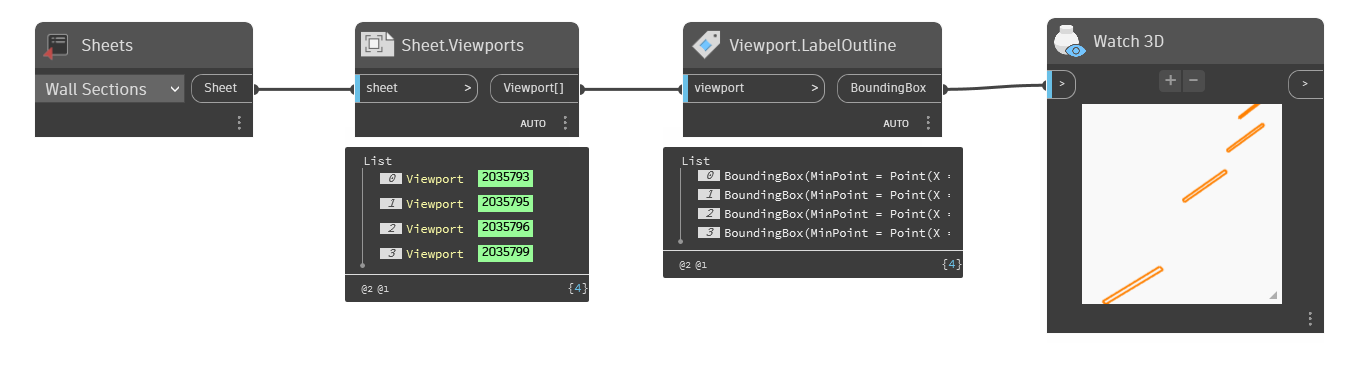 Sheets
Wall Sections
Sheet
Sheet.Viewports
sheet >
Viewport[]
AUTO
List
0 Viewport 2035793
1 Viewport 2035795
2 Viewport 2035796
3 Viewport 2035799
@2 @1 {4}
Viewport.LabelOutline
viewport >
BoundingBox
AUTO
List
0 BoundingBox(MinPoint = Point(X =
1 BoundingBox(MinPoint = Point(X =
2 BoundingBox(MinPoint = Point(X =
3 BoundingBox(MinPoint = Point(X =
@2 @1 {4}
Watch 3D
+ −
> >